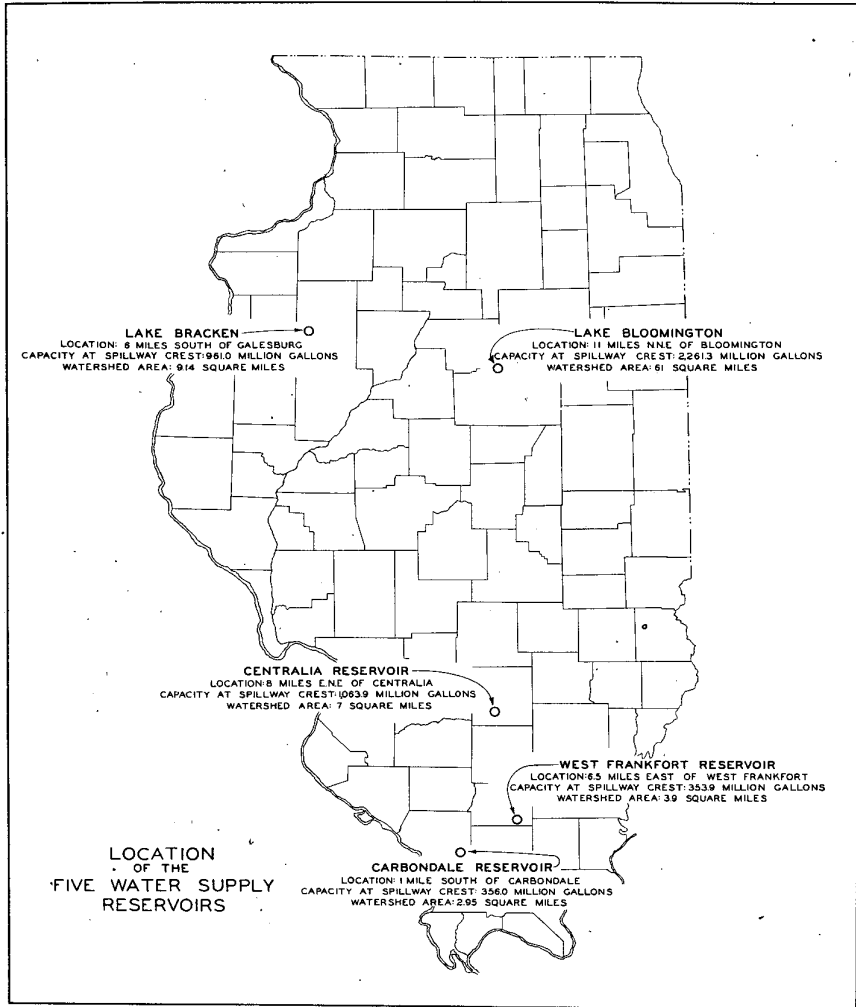 LAKE BRACKEN
LOCATION: 6 MILES SOUTH OF GALESBURG
CAPACITY AT SPILLWAY CREST: 961.0 MILLION GALLONS
WATERSHED AREA: 9.14 SQUARE MILES
LAKE BLOOMINGTON
LOCATION: 11 MILES N.N.E OF BLOOMINGTON
CAPACITY AT SPILLWAY CREST: 2,261.3 MILLION GALLONS
WATERSHED AREA: 61 SQUARE MILES
CENTRALIA RESERVOIR
LOCATION: 8 MILES E.N.E OF CENTRALIA
CAPACITY AT SPILLWAY CREST: 1,063.9 MILLION GALLONS
WATERSHED AREA: 7 SQUARE MILES
WEST FRANKFORT RESERVOIR
LOCATION: 6.5 MILES EAST OF WEST FRANKFORT
CAPACITY AT SPILLWAY CREST: 353.9 MILLION GALLONS
WATERSHED AREA: 3.9 SQUARE MILES
CARBONDALE RESERVOIR
LOCATION: 1 MILE SOUTH OF CARBONDALE
CAPACITY AT SPILLWAY CREST: 356.0 MILLION GALLONS
WATERSHED AREA: 2.95 SQUARE MILES
LOCATION
OF THE
FIVE WATER SUPPLY
RESERVOIRS